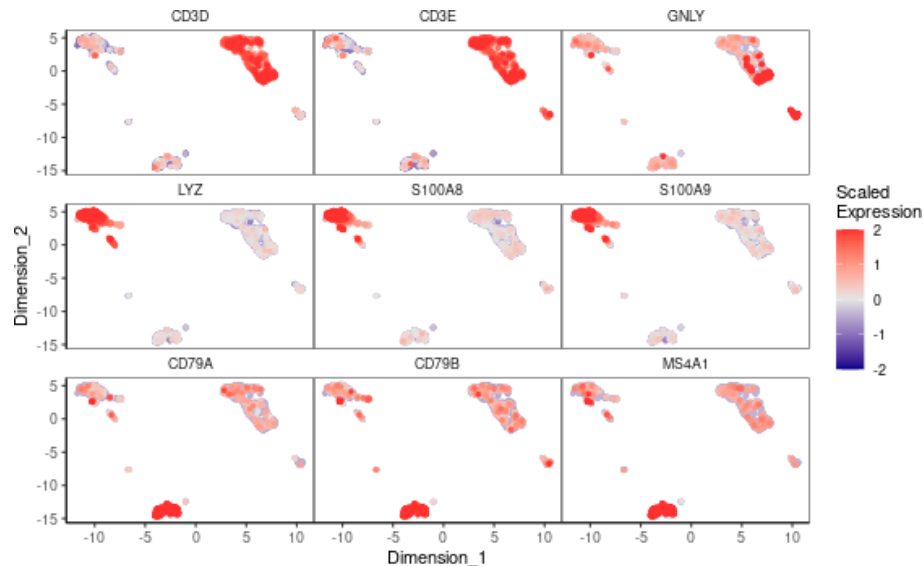 CD3D CD3E GNLY
5
0
-5
-10
-15
LYZ S100A8 S100A9
5
0
-5
-10
-15
CD79A CD79B MS4A1
5
0
-5
-10
-15
-10 -5 0 5 10 -10 -5 0 5 10 -10 -5 0 5 10
Dimension_1
Dimension_2
Scaled
Expression
2
1
0
-1
-2